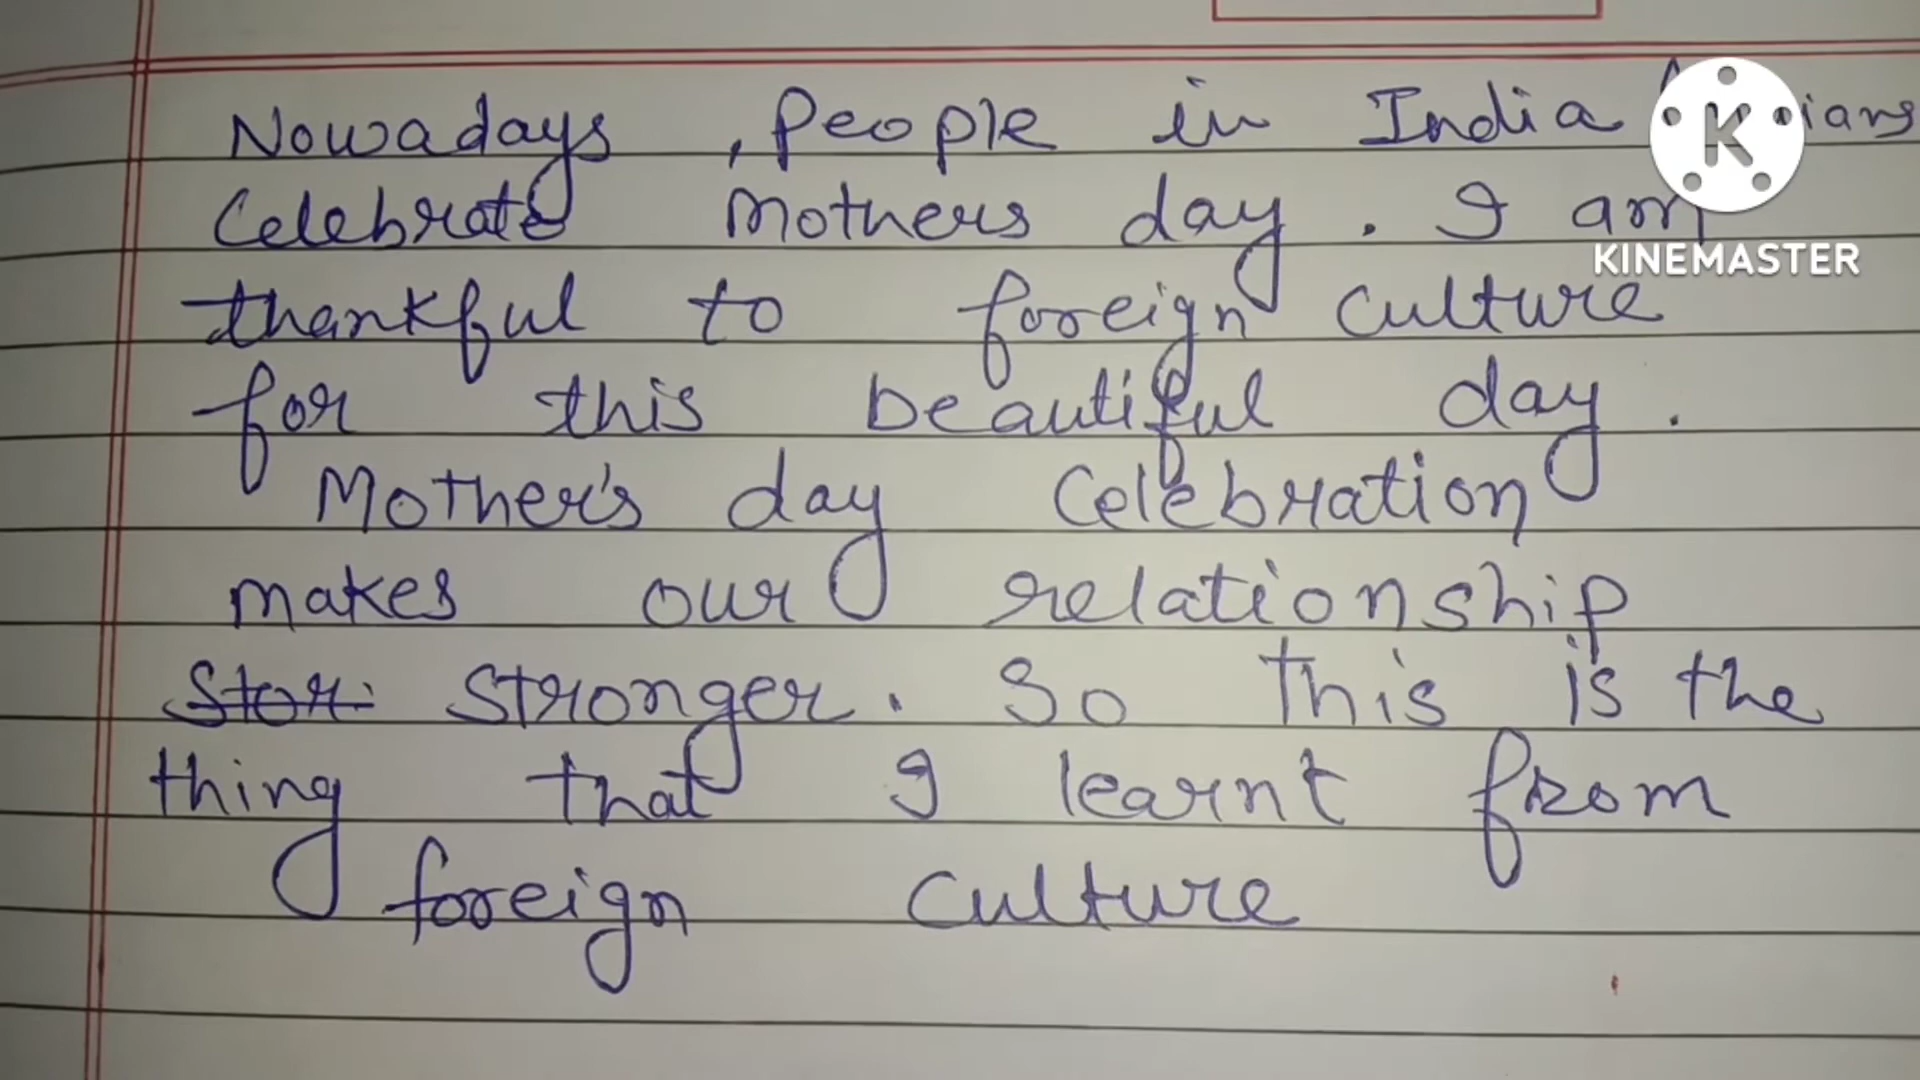 Nowadays , People in India
Celebrate Mothers day . I am
thankful to foreign culture
for this beautiful day .
Mother's day Celebration
makes our relationship
Stor. stronger . So this is the
thing that I learnt from
foreign culture
K
KINEMASTER